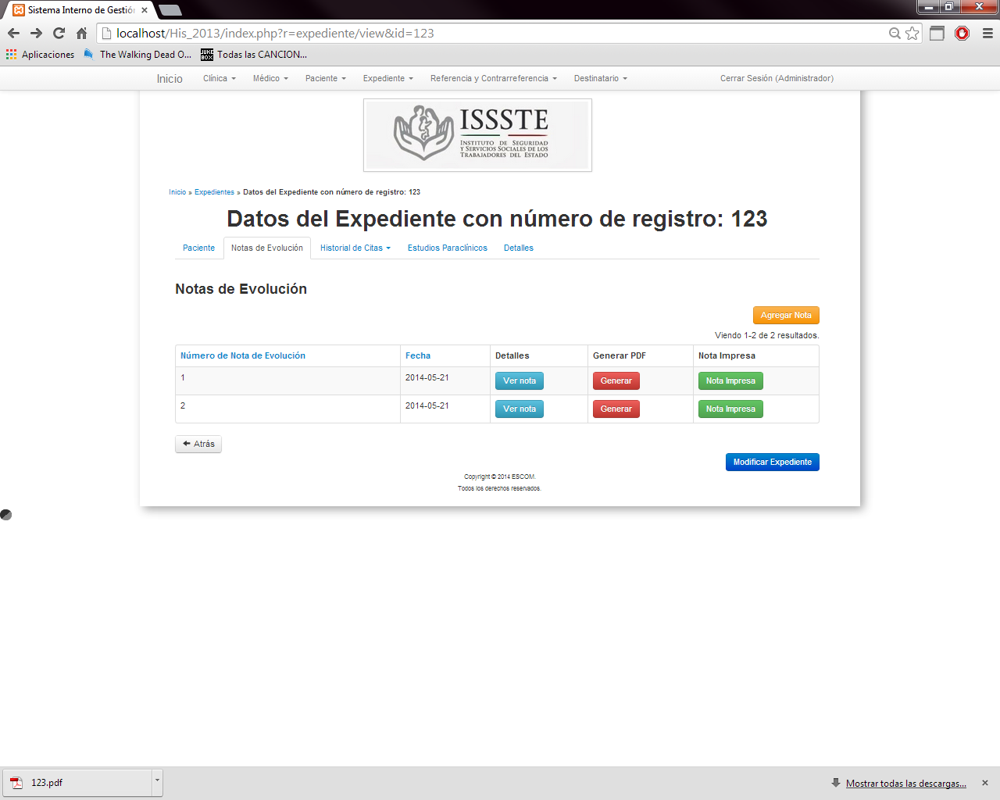 Sistema Interno de Gestió
localhost/His_2013/index.php?r=expediente/view&id=123
Aplicaciones The Walking Dead O... JUKE BOX Todas las CANCION...
Inicio Clínica Médico Paciente Expediente Referencia y Contrarreferencia Destinatario Cerrar Sesión (Administrador)
ISSSTE
INSTITUTO DE SEGURIDAD
Y SERVICIOS SOCIALES DE LOS
TRABAJADORES DEL ESTADO
Inicio » Expedientes » Datos del Expediente con número de registro: 123
Datos del Expediente con número de registro: 123
Paciente Notas de Evolución Historial de Citas Estudios Paraclínicos Detalles
Notas de Evolución
Agregar Nota
Viendo 1-2 de 2 resultados.
Número de Nota de Evolución Fecha Detalles Generar PDF Nota Impresa
1 2014-05-21 Ver nota Generar Nota Impresa
2 2014-05-21 Ver nota Generar Nota Impresa
Atrás
Modificar Expediente
Copyright © 2014 ESCOM.
Todos los derechos reservados.
123.pdf Mostrar todas las descargas...